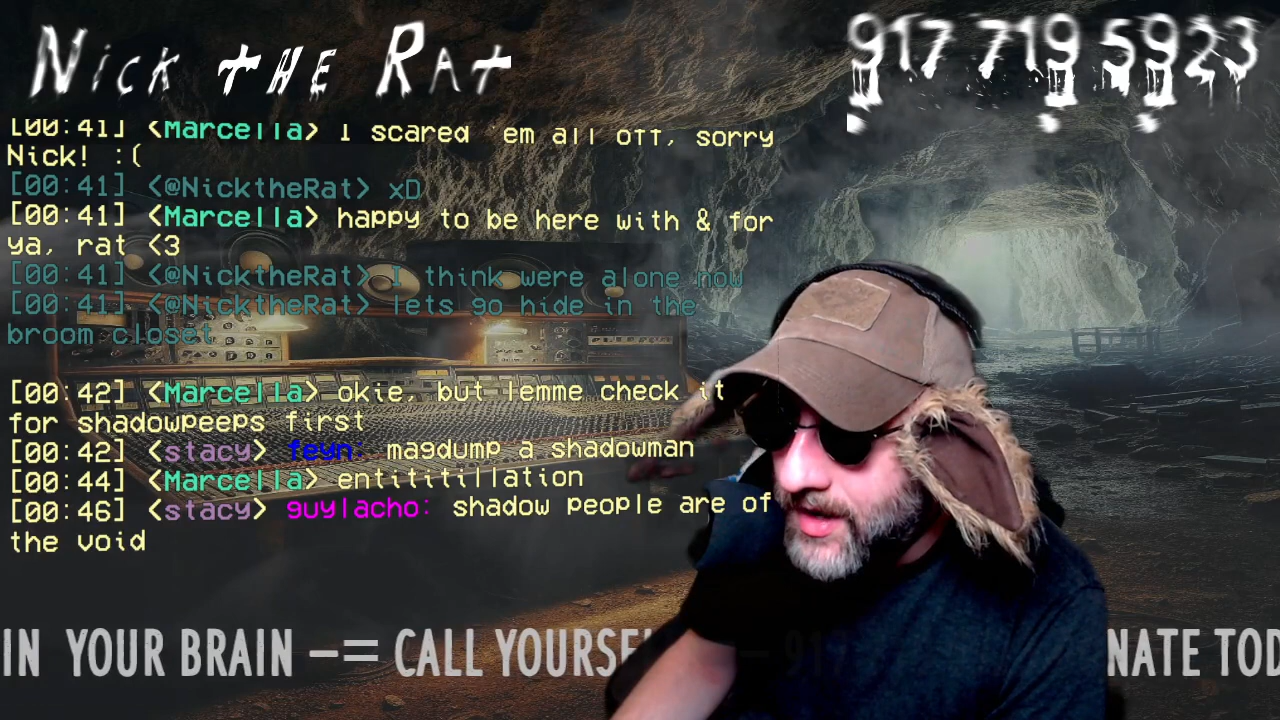 Nick the Rat
917 719 5923
[00:41] <Marcella> I scared 'em all off, sorry
Nick! :(
[00:41] <@NicktheRat> xD
[00:41] <Marcella> happy to be here with & for
ya, rat <3
[00:41] <@NicktheRat> I think were alone now
[00:41] <@NicktheRat> lets go hide in the
broom closet
[00:42] <Marcella> okie, but lemme check it
for shadowpeeps first
[00:42] <stacy> feyn: magdump a shadowman
[00:44] <Marcella> entititillation
[00:46] <stacy> guylacho: shadow people are of
the void
IN YOUR BRAIN -= CALL YOURSE 919 NATE TOD